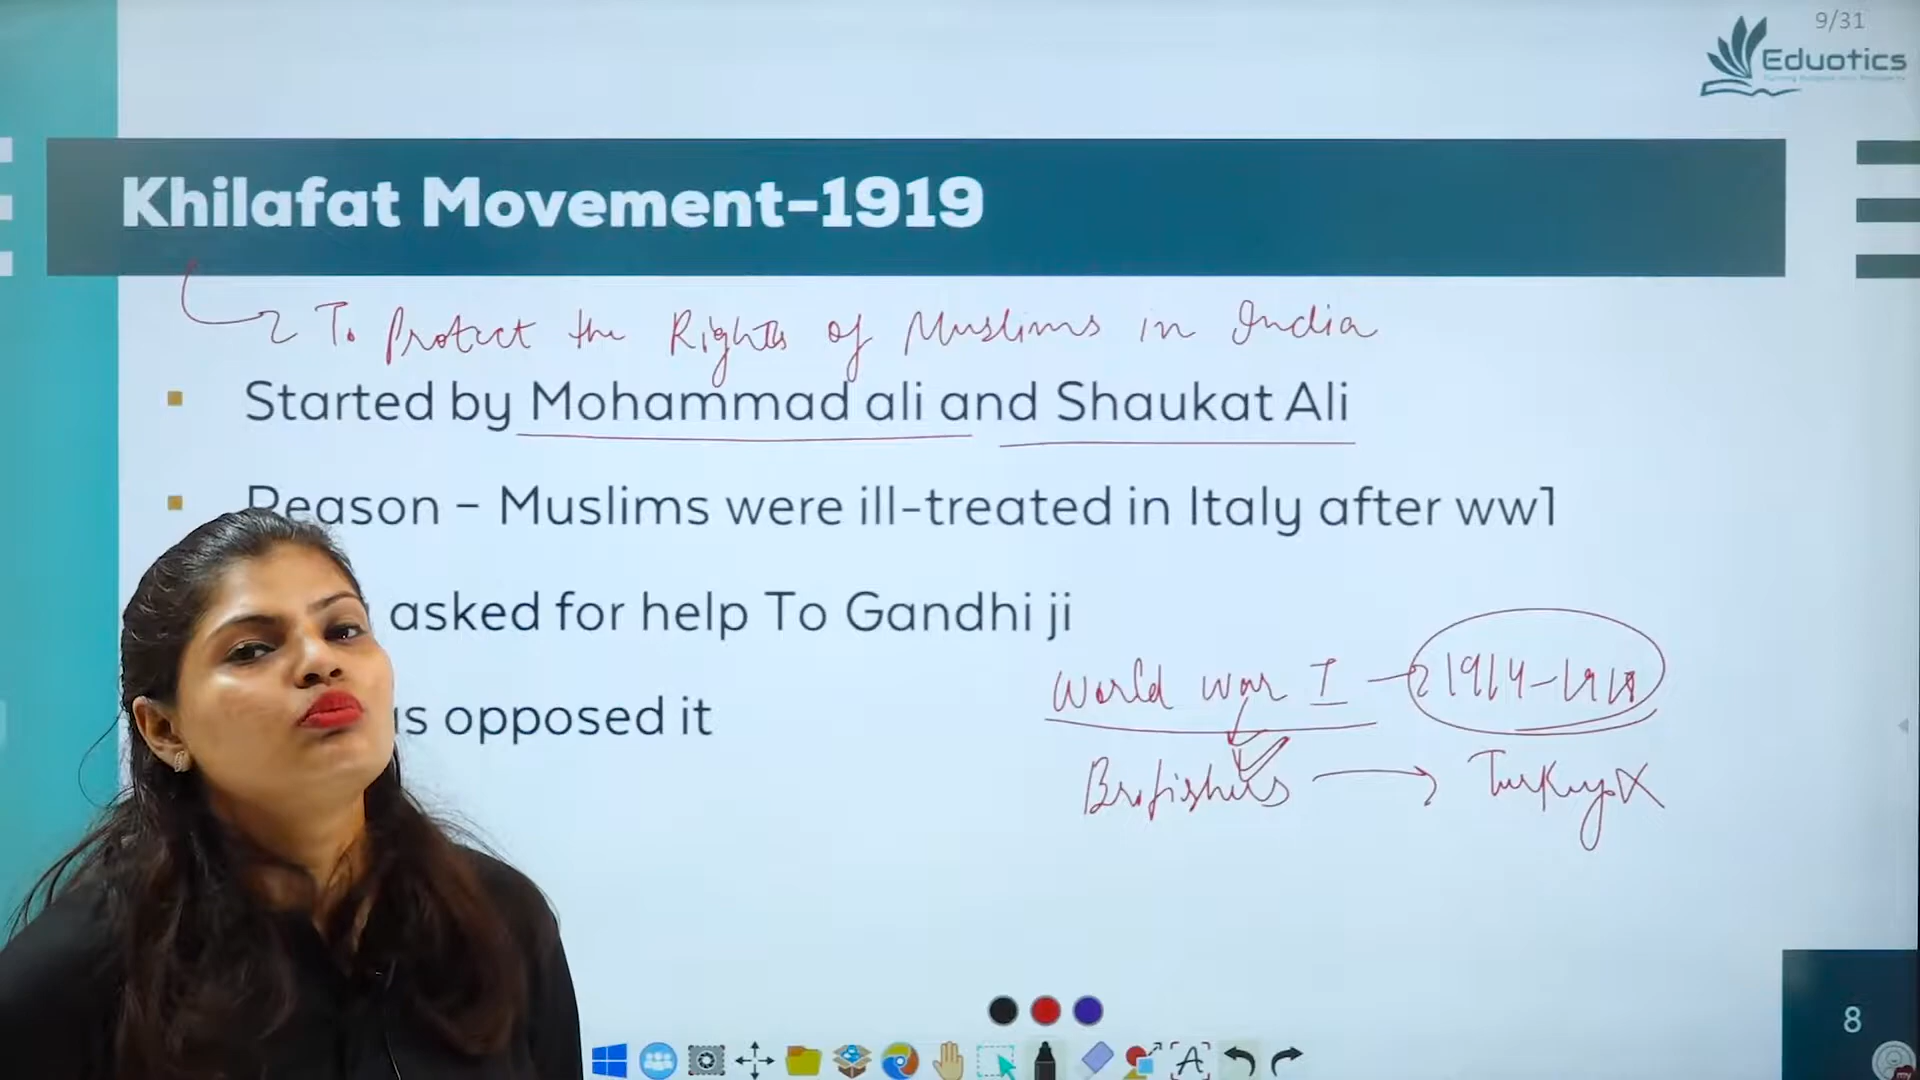 9/31
Eduotics
Khilafat Movement-1919
To Protect the Rights of Muslims in India
Started by Mohammad ali and Shaukat Ali
Reason - Muslims were ill-treated in Italy after ww1
asked for help To Gandhi ji
World war I → 1914-1918
is opposed it
Britishers → Turkey X
8